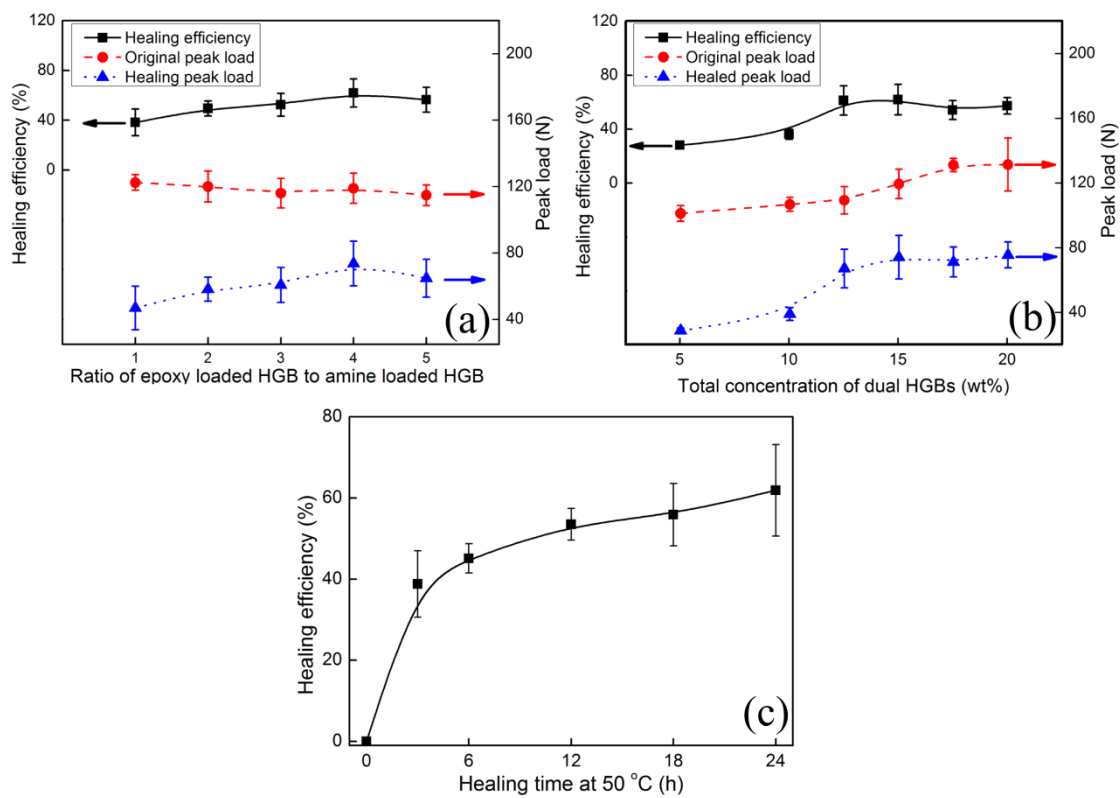 Healing efficiency (%)
120
80
40
0
Healing efficiency
Original peak load
Healing peak load
200
160
120
80
40
Peak load (N)
(a)
1 2 3 4 5
Ratio of epoxy loaded HGB to amine loaded HGB
Healing efficiency (%)
120
80
40
0
Healing efficiency
Original peak load
Healed peak load
200
160
120
80
40
Peak load (N)
(b)
5 10 15 20
Total concentration of dual HGBs (wt%)
Healing efficiency (%)
80
60
40
20
0
(c)
0 6 12 18 24
Healing time at 50 °C (h)